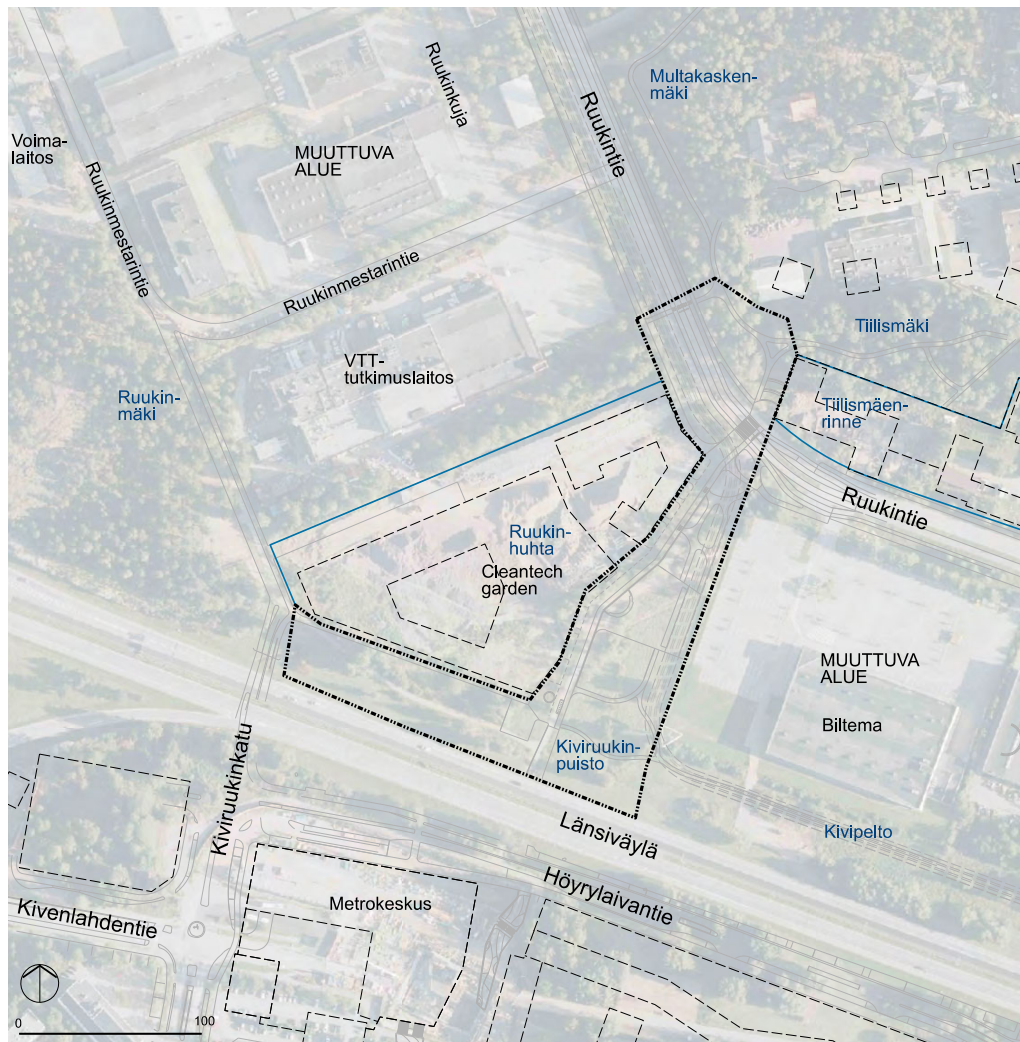 Ruukinkuja
Multakasken-
mäki
Ruukintie
Voima-
laitos
MUUTTUVA
ALUE
Ruukinmestarintie
Ruukinmestarintie
Tiilismäki
VTT-
tutkimuslaitos
Ruukin-
mäki
Tiilismäen-
rinne
Ruukintie
Ruukin-
huhta
Cleantech
garden
MUUTTUVA
ALUE
Biltema
Kiviruukin-
puisto
Kiviruukinkatu
Länsiväylä
Kivipelto
Höyrylaivantie
Metrokeskus
Kivenlahdentie
0
100